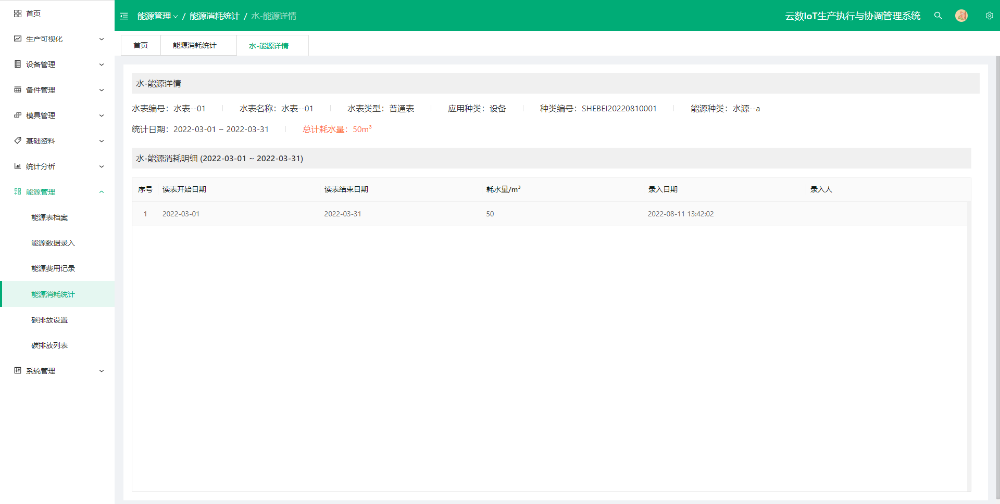 首页
生产可视化
设备管理
备件管理
模具管理
基础资料
统计分析
能源管理
能源表档案
能源数据录入
能源费用记录
能源消耗统计
碳排放设置
碳排放列表
系统管理
能源管理 / 能源消耗统计 / 水-能源详情
云数IoT生产执行与协调管理系统
首页 能源消耗统计 水-能源详情
水-能源详情
水表编号：水表--01 水表名称：水表--01 水表类型：普通表 应用种类：设备 种类编号：SHEBEI20220810001 能源种类：水源--a
统计日期：2022-03-01 ~ 2022-03-31 总计耗水量：50m³
水-能源消耗明细 (2022-03-01 ~ 2022-03-31)
序号 读表开始日期 读表结束日期 耗水量/m³ 录入日期 录入人
1 2022-03-01 2022-03-31 50 2022-08-11 13:42:02